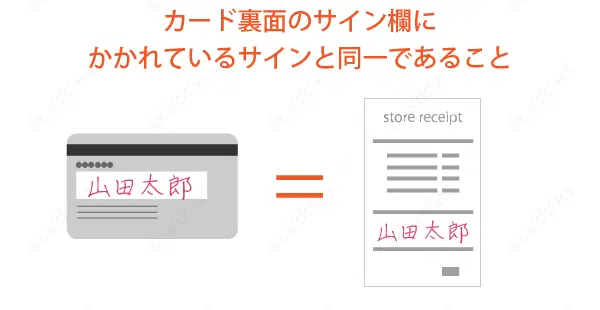 カード裏面のサイン欄に
かかれているサインと同一であること
store receipt
山田太郎
山田太郎